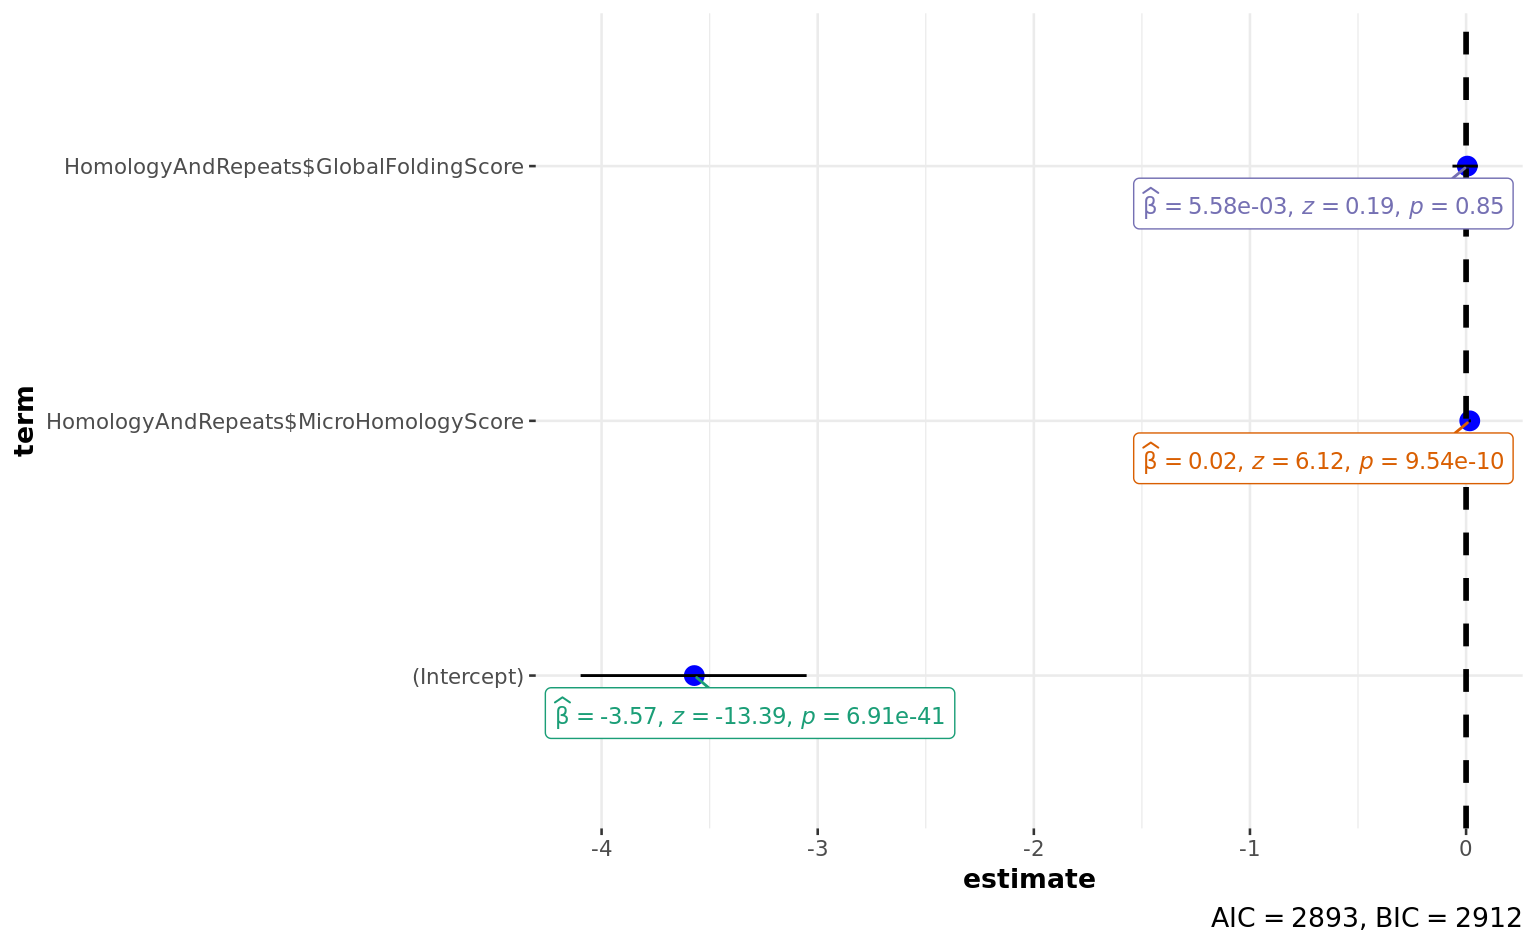 HomologyAndRepeats$GlobalFoldingScore
β̂ = 5.58e-03, z = 0.19, p = 0.85
term
HomologyAndRepeats$MicroHomologyScore
β̂ = 0.02, z = 6.12, p = 9.54e-10
(Intercept)
β̂ = -3.57, z = -13.39, p = 6.91e-41
-4 -3 -2 -1 0
estimate
AIC = 2893, BIC = 2912